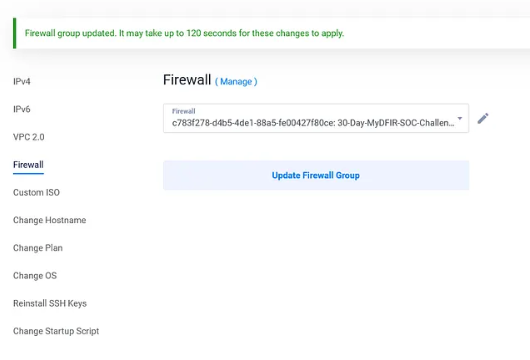 Firewall group updated. It may take up to 120 seconds for these changes to apply.
IPv4
IPv6
VPC 2.0
Firewall
Custom ISO
Change Hostname
Change Plan
Change OS
Reinstall SSH Keys
Change Startup Script
Firewall ( Manage )
Firewall
c783f278-d4b5-4de1-88a5-fe00427f80ce: 30-Day-MyDFIR-SOC-Challen...
Update Firewall Group